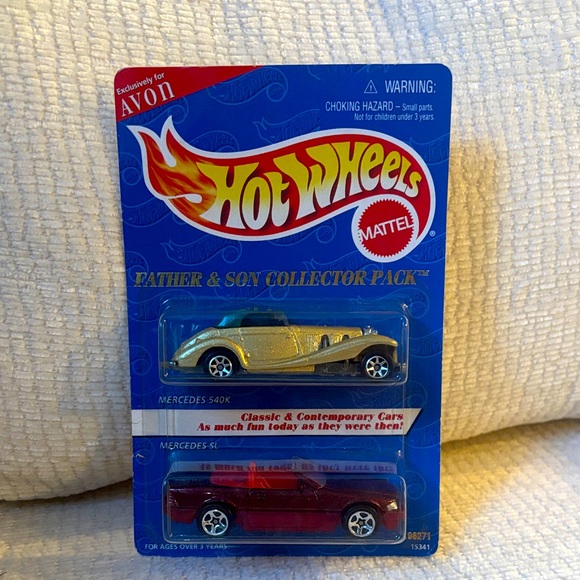 Exclusively for
AVON
⚠ WARNING:
CHOKING HAZARD – Small parts.
Not for children under 3 years.
HOT WHEELS
®
MATTEL
FATHER & SON COLLECTOR PACK™
MERCEDES 540K
Classic & Contemporary Cars
As much fun today as they were then!
MERCEDES SL
FOR AGES OVER 3 YEARS
98271
15341